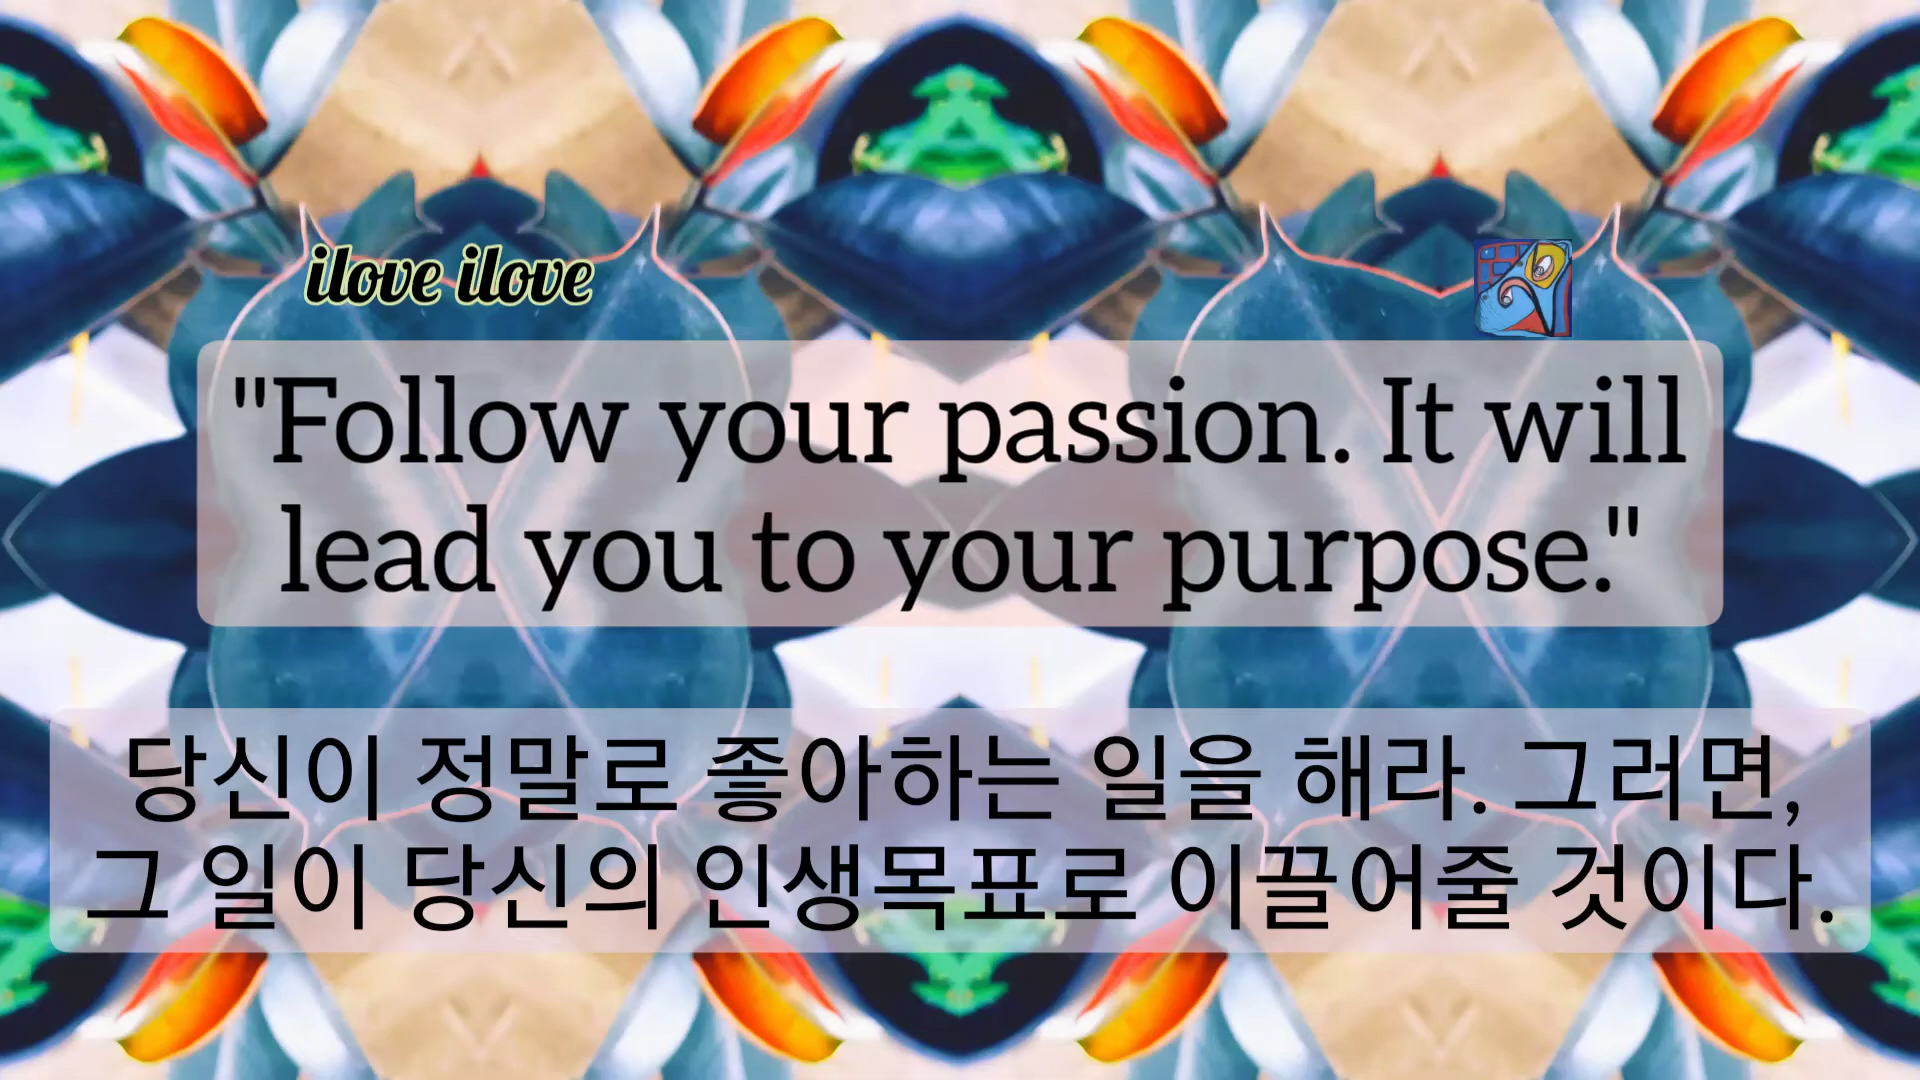 ilove ilove
"Follow your passion. It will
lead you to your purpose."
당신이 정말로 좋아하는 일을 해라. 그러면,
그 일이 당신의 인생목표로 이끌어줄 것이다.